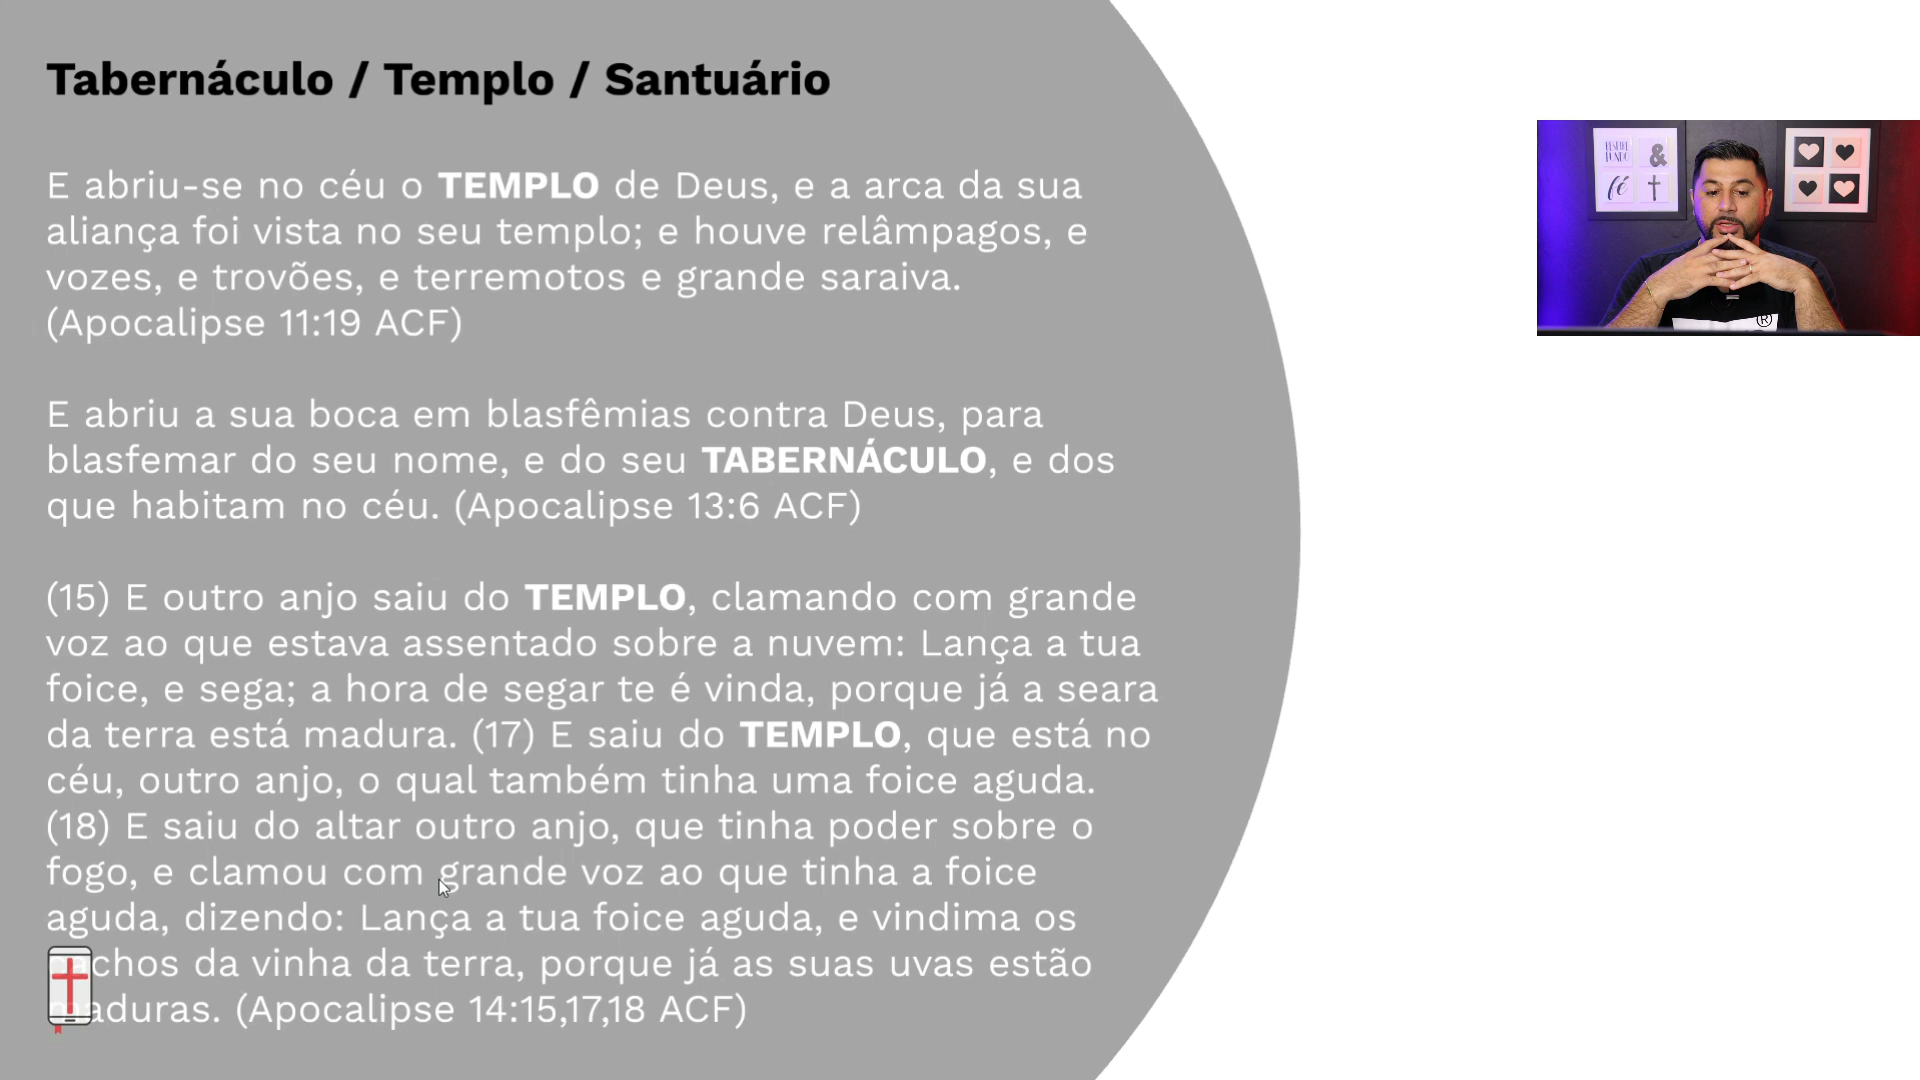 Tabernáculo / Templo / Santuário
E abriu-se no céu o TEMPLO de Deus, e a arca da sua
aliança foi vista no seu templo; e houve relâmpagos, e
vozes, e trovões, e terremotos e grande saraiva.
(Apocalipse 11:19 ACF)
E abriu a sua boca em blasfêmias contra Deus, para
blasfemar do seu nome, e do seu TABERNÁCULO, e dos
que habitam no céu. (Apocalipse 13:6 ACF)
(15) E outro anjo saiu do TEMPLO, clamando com grande
voz ao que estava assentado sobre a nuvem: Lança a tua
foice, e sega; a hora de segar te é vinda, porque já a seara
da terra está madura. (17) E saiu do TEMPLO, que está no
céu, outro anjo, o qual também tinha uma foice aguda.
(18) E saiu do altar outro anjo, que tinha poder sobre o
fogo, e clamou com grande voz ao que tinha a foice
aguda, dizendo: Lança a tua foice aguda, e vindima os
cachos da vinha da terra, porque já as suas uvas estão
maduras. (Apocalipse 14:15,17,18 ACF)
RESPIRE
FUNDO
&
fé
®